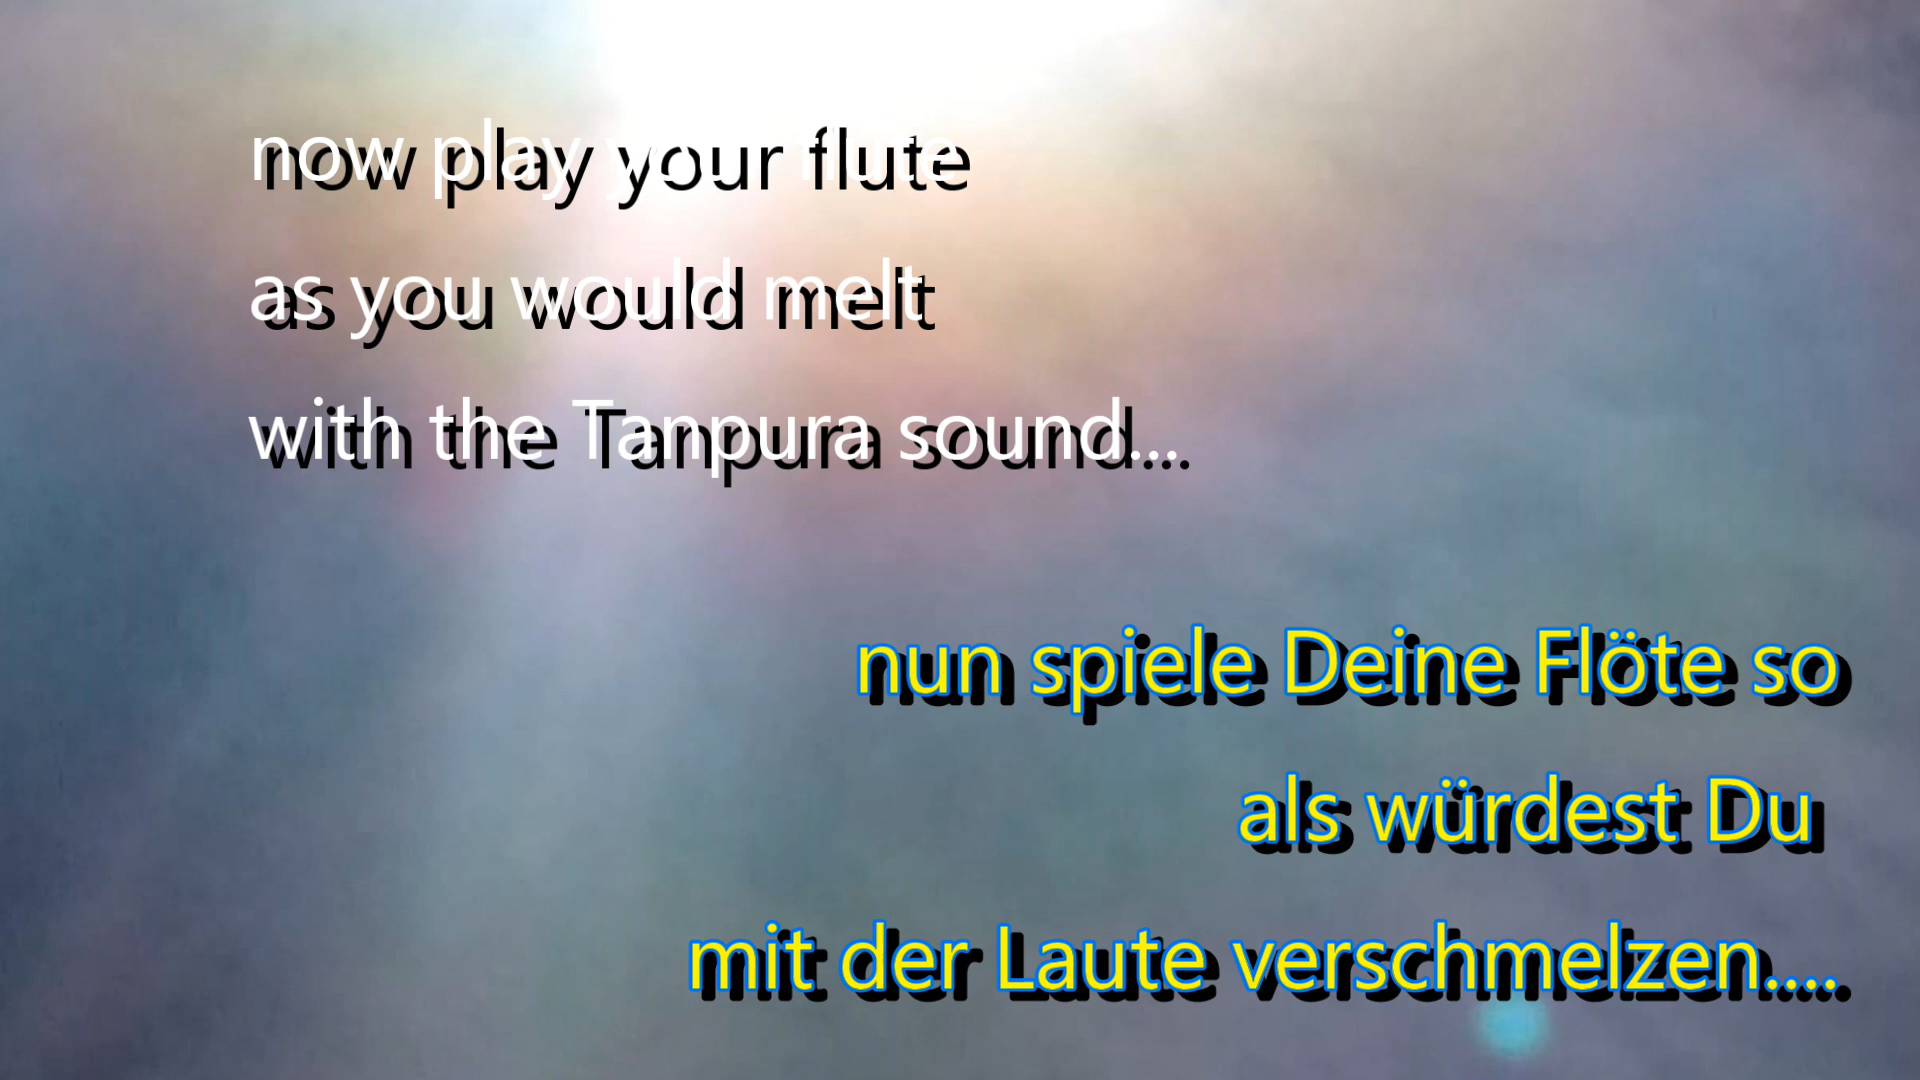 now play your flute
as you would melt
with the Tanpura sound...
nun spiele Deine Flöte so
als würdest Du
mit der Laute verschmelzen....